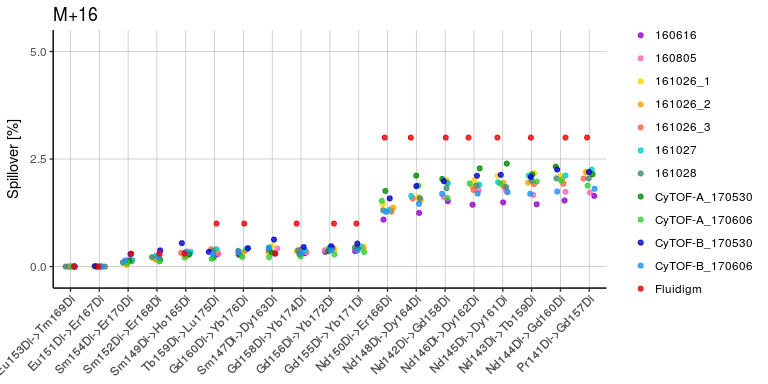 M+16
Spillover [%]
5.0
2.5
0.0
Eu153Di->Tm169Di
Eu151Di->Er167Di
Sm154Di->Er170Di
Sm152Di->Er168Di
Sm149Di->Ho165Di
Tb159Di->Lu175Di
Gd160Di->Yb176Di
Sm147Di->Dy163Di
Gd158Di->Yb174Di
Gd156Di->Yb172Di
Gd155Di->Yb171Di
Nd150Di->Er166Di
Nd148Di->Dy164Di
Nd142Di->Gd158Di
Nd146Di->Dy162Di
Nd145Di->Dy161Di
Nd143Di->Tb159Di
Nd144Di->Gd160Di
Pr141Di->Gd157Di
160616
160805
161026_1
161026_2
161026_3
161027
161028
CyTOF-A_170530
CyTOF-A_170606
CyTOF-B_170530
CyTOF-B_170606
Fluidigm